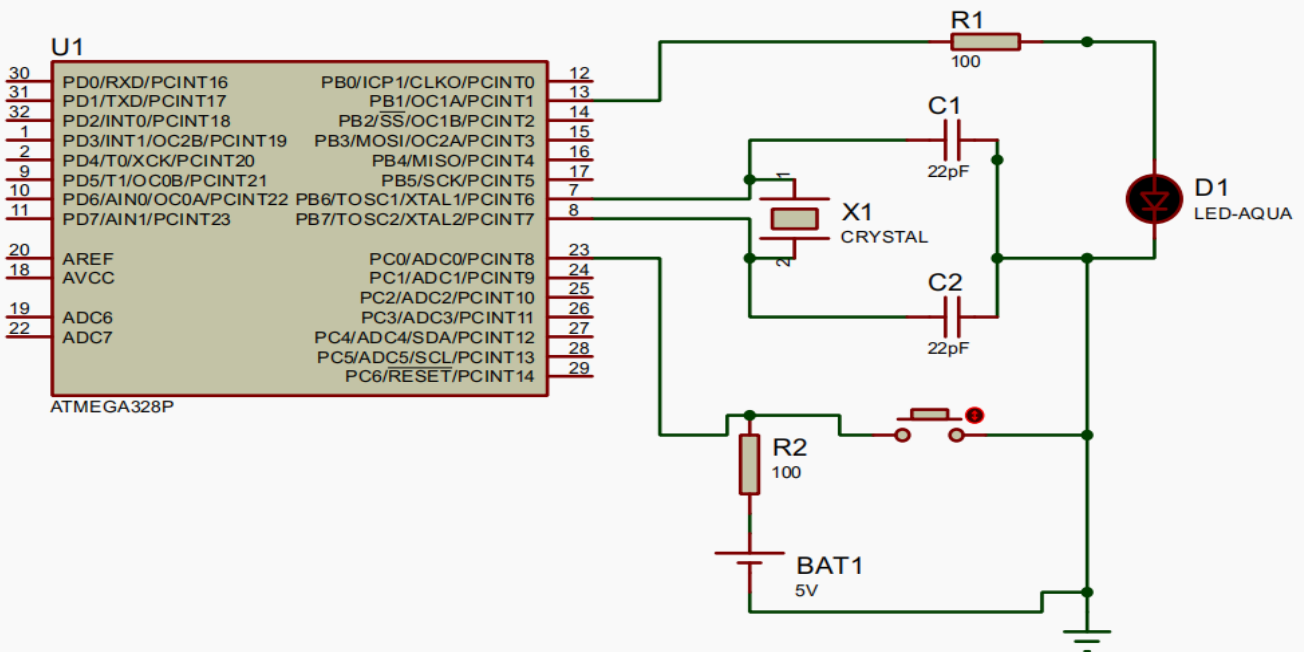 U1
30 PD0/RXD/PCINT16 PB0/ICP1/CLKO/PCINT0 12
31 PD1/TXD/PCINT17 PB1/OC1A/PCINT1 13
32 PD2/INT0/PCINT18 PB2/SS/OC1B/PCINT2 14
1 PD3/INT1/OC2B/PCINT19 PB3/MOSI/OC2A/PCINT3 15
2 PD4/T0/XCK/PCINT20 PB4/MISO/PCINT4 16
9 PD5/T1/OC0B/PCINT21 PB5/SCK/PCINT5 17
10 PD6/AIN0/OC0A/PCINT22 PB6/TOSC1/XTAL1/PCINT6 7
11 PD7/AIN1/PCINT23 PB7/TOSC2/XTAL2/PCINT7 8
20 AREF PC0/ADC0/PCINT8 23
18 AVCC PC1/ADC1/PCINT9 24
PC2/ADC2/PCINT10 25
19 ADC6 PC3/ADC3/PCINT11 26
22 ADC7 PC4/ADC4/SDA/PCINT12 27
PC5/ADC5/SCL/PCINT13 28
PC6/RESET/PCINT14 29
ATMEGA328P
R1
100
C1
22pF
1
X1
CRYSTAL
2
C2
22pF
D1
LED-AQUA
R2
100
BAT1
5V